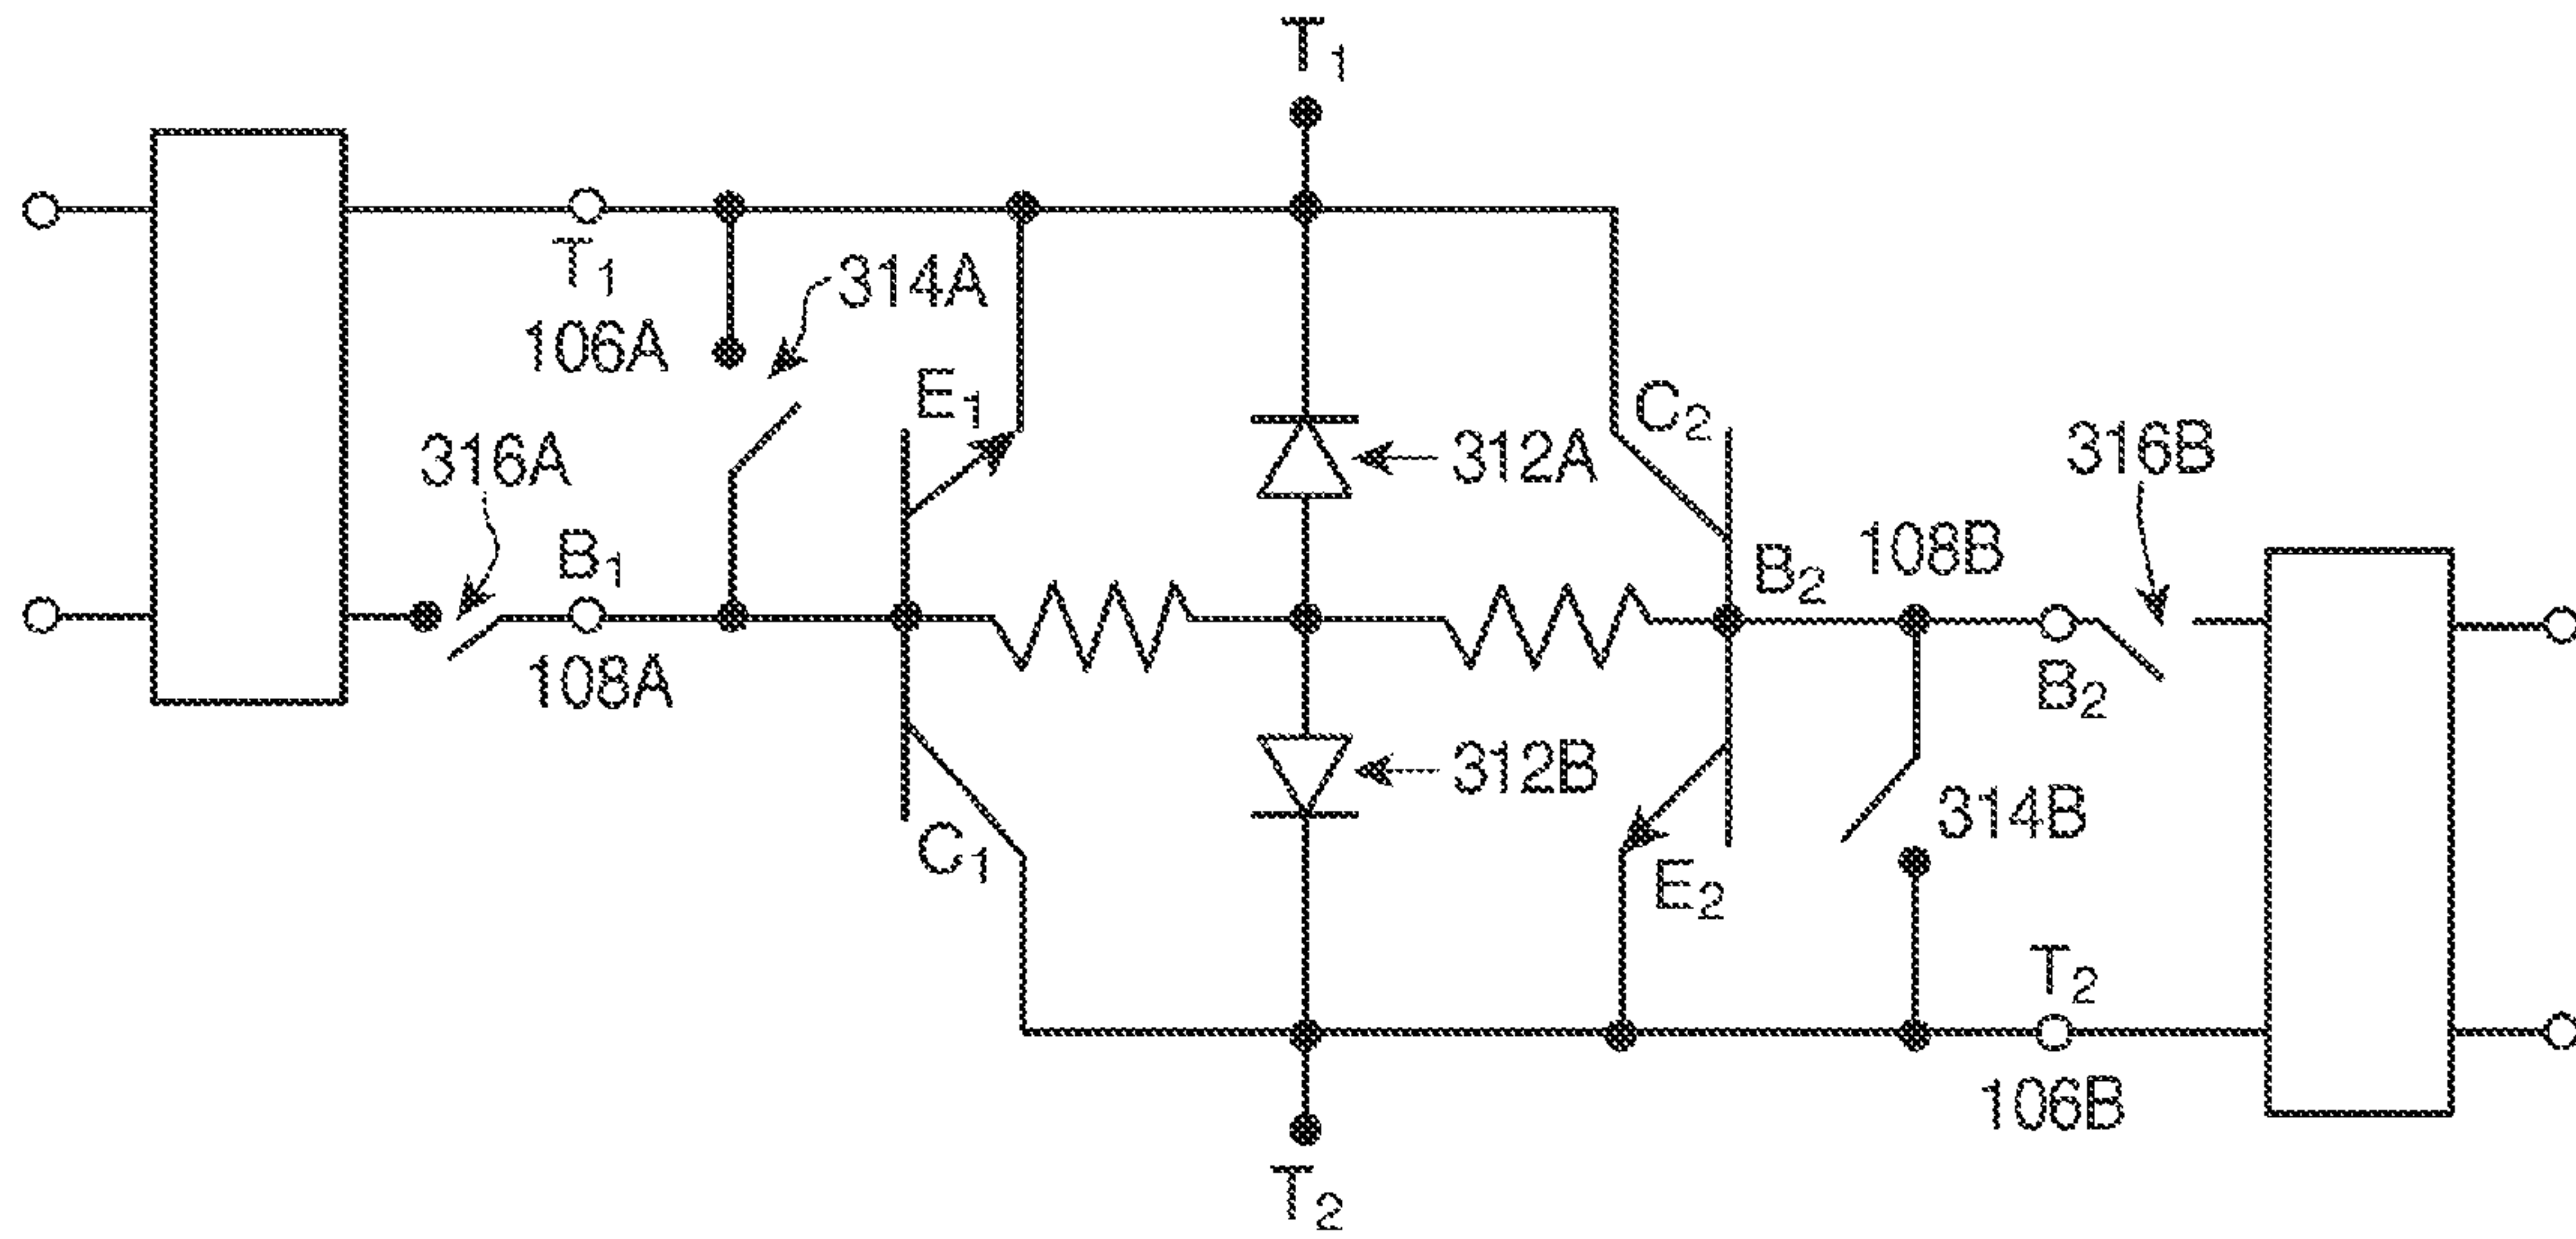 T₁
T₁
314A
106A
E₁
C₂
316A
312A
316B
B₁
108B
B₂
108A
B₂
312B
314B
C₁
E₂
T₂
106B
T₂